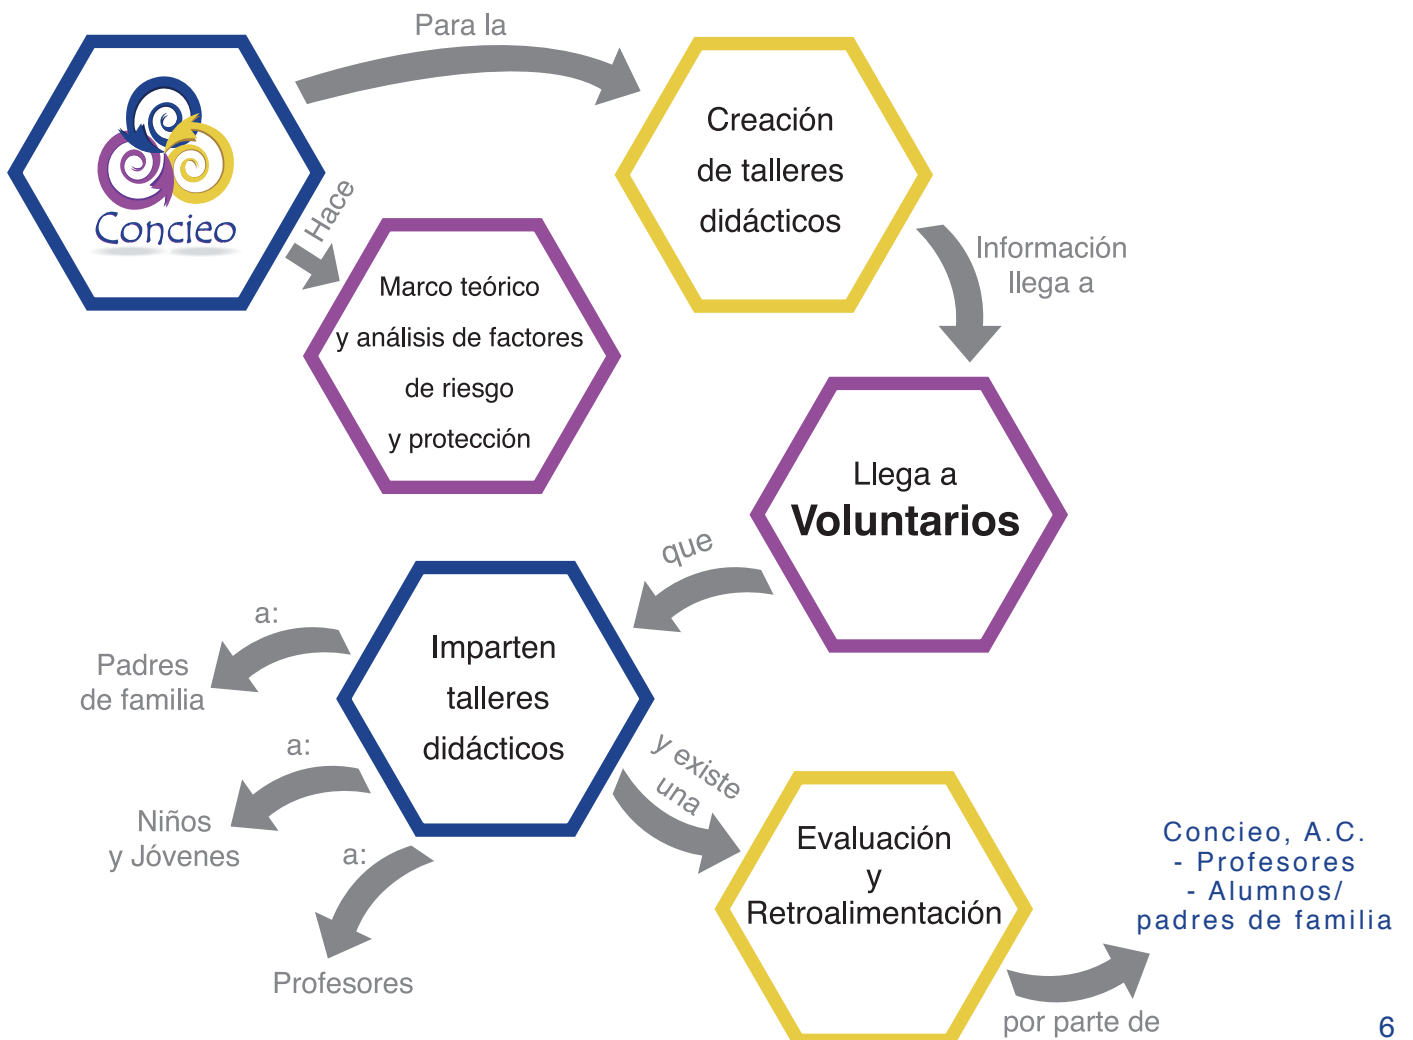 Para la
Concieo
Hace
Marco teórico
y análisis de factores
de riesgo
y protección
Creación
de talleres
didácticos
Información
llega a
Llega a
Voluntarios
que
Imparten
talleres
didácticos
a:
Padres
de familia
a:
Niños
y Jóvenes
a:
Profesores
y existe
una
Evaluación
y
Retroalimentación
por parte de
Concieo, A.C.
- Profesores
- Alumnos/
padres de familia
6